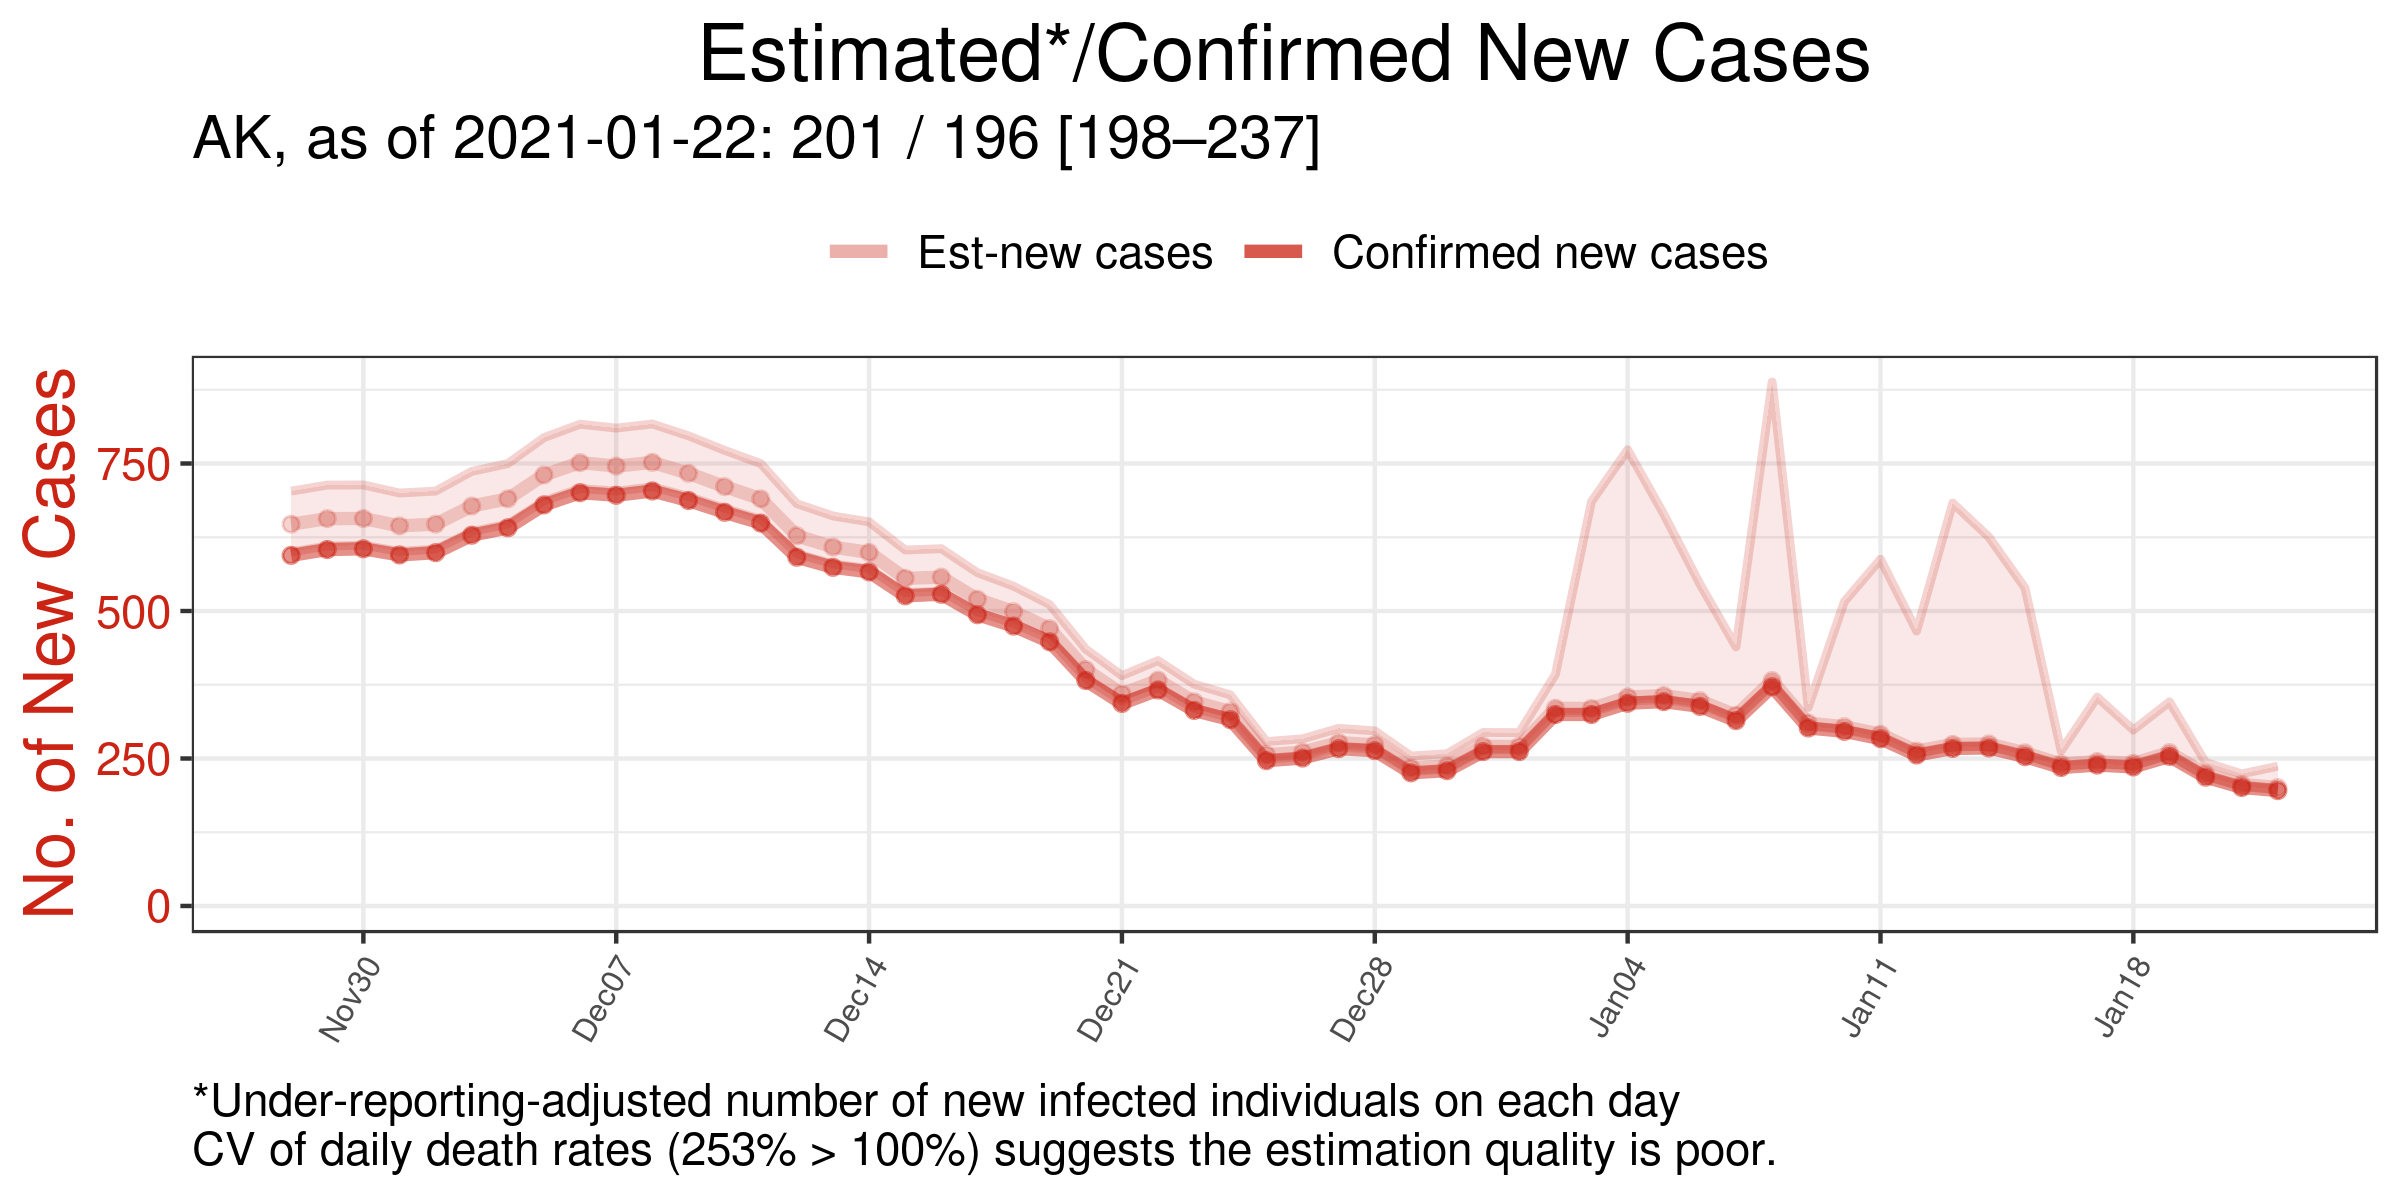 Estimated*/Confirmed New Cases
AK, as of 2021-01-22: 201 / 196 [198–237]
Est-new cases Confirmed new cases
No. of New Cases
750
500
250
0
Nov30 Dec07 Dec14 Dec21 Dec28 Jan04 Jan11 Jan18
*Under-reporting-adjusted number of new infected individuals on each day
CV of daily death rates (253% > 100%) suggests the estimation quality is poor.